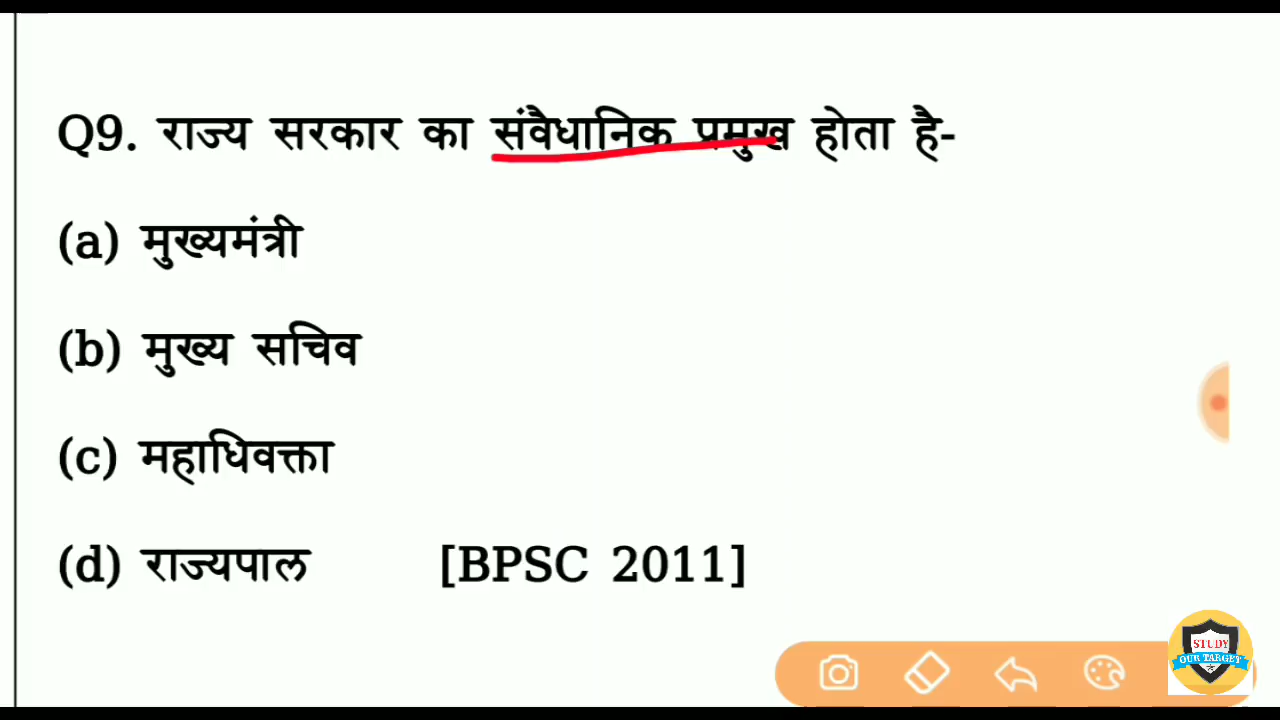 Q9. राज्य सरकार का संवैधानिक प्रमुख होता है-
(a) मुख्यमंत्री
(b) मुख्य सचिव
(c) महाधिवक्ता
(d) राज्यपाल [BPSC 2011]
STUDY
OUR TARGET